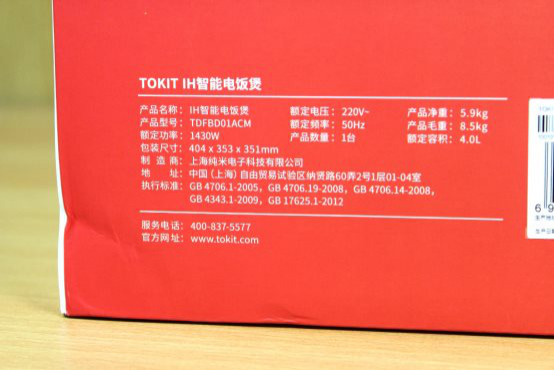 TOKIT IH智能电饭煲
产品名称： IH智能电饭煲 额定电压： 220V~ 产品净重： 5.9kg
产品型号： TDFBD01ACM 额定频率： 50Hz 产品毛重： 8.5kg
额定功率： 1430W 产品数量： 1台 额定容积： 4.0L
包装尺寸： 404 x 353 x 351mm
制 造 商： 上海纯米电子科技有限公司
地 址： 中国（上海）自由贸易试验区纳贤路60弄2号1层01-04室
执行标准： GB 4706.1-2005，GB 4706.19-2008，GB 4706.14-2008，
GB 4343.1-2009，GB 17625.1-2012
服务电话： 400-837-5577
官方网址： www.tokit.com